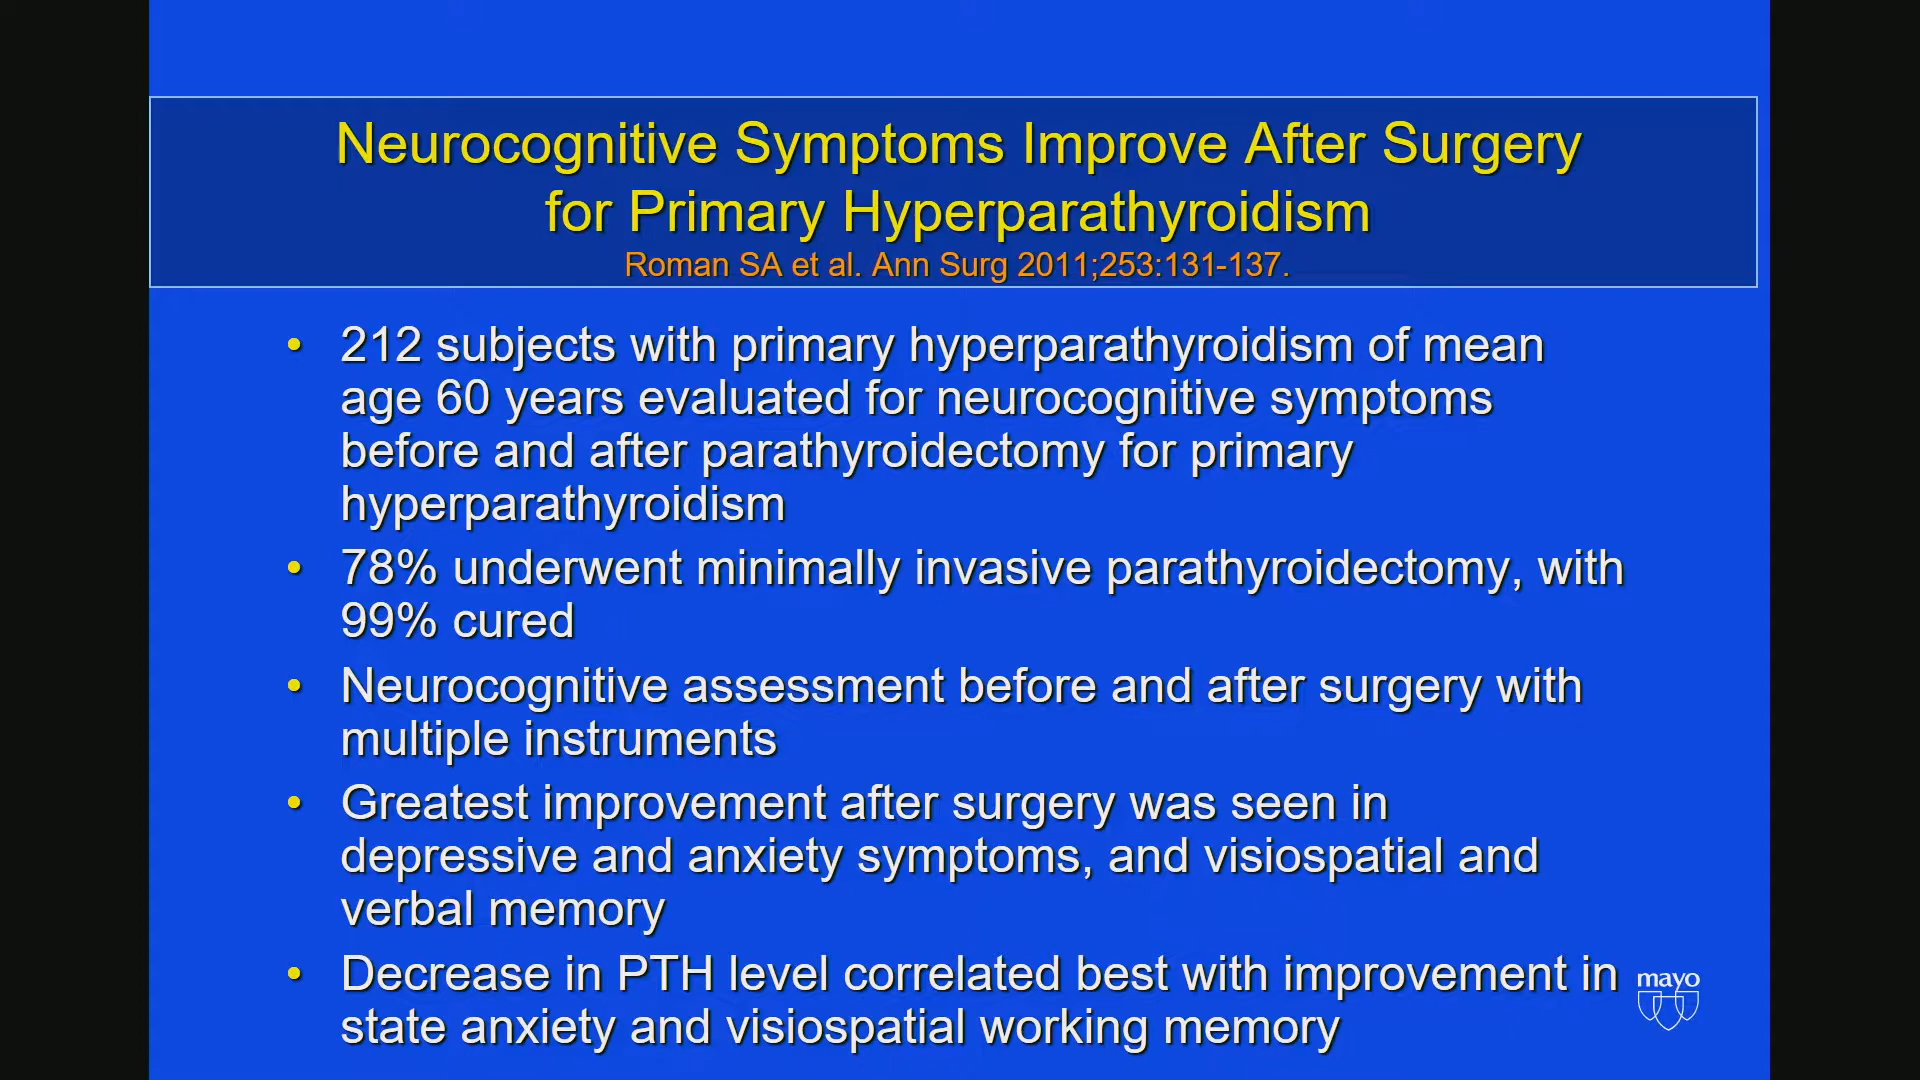 Neurocognitive Symptoms Improve After Surgery
for Primary Hyperparathyroidism
Roman SA et al. Ann Surg 2011;253:131-137.
• 212 subjects with primary hyperparathyroidism of mean
age 60 years evaluated for neurocognitive symptoms
before and after parathyroidectomy for primary
hyperparathyroidism
• 78% underwent minimally invasive parathyroidectomy, with
99% cured
• Neurocognitive assessment before and after surgery with
multiple instruments
• Greatest improvement after surgery was seen in
depressive and anxiety symptoms, and visiospatial and
verbal memory
• Decrease in PTH level correlated best with improvement in
state anxiety and visiospatial working memory
mayo